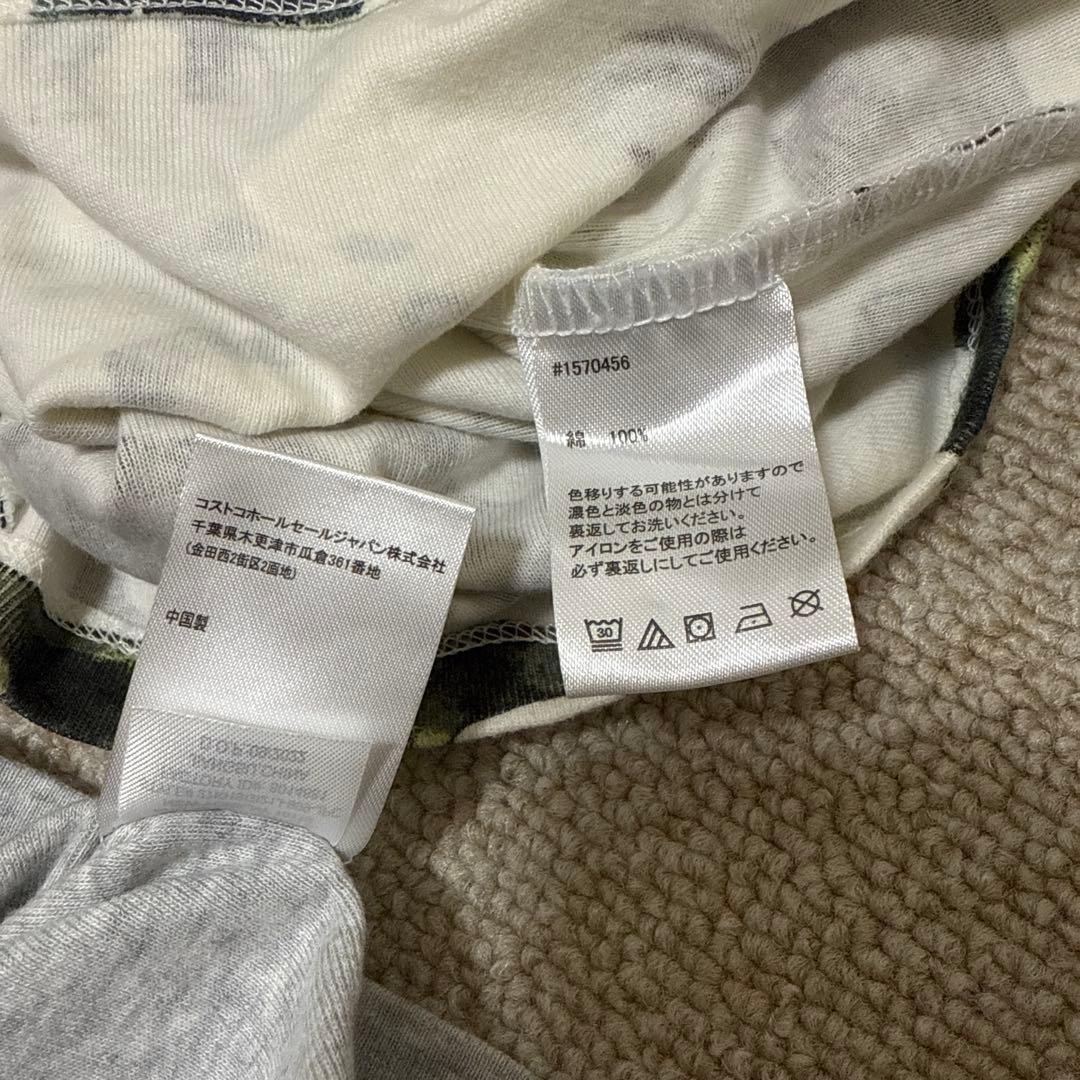 #1570456
綿 100%
色移りする可能性がありますので
濃色と淡色の物とは分けて
裏返してお洗いください。
アイロンをご使用の際は
必ず裏返しにしてご使用ください。
30
コストコホールセールジャパン株式会社
千葉県木更津市瓜倉361番地
(金田西2街区2画地)
中国製